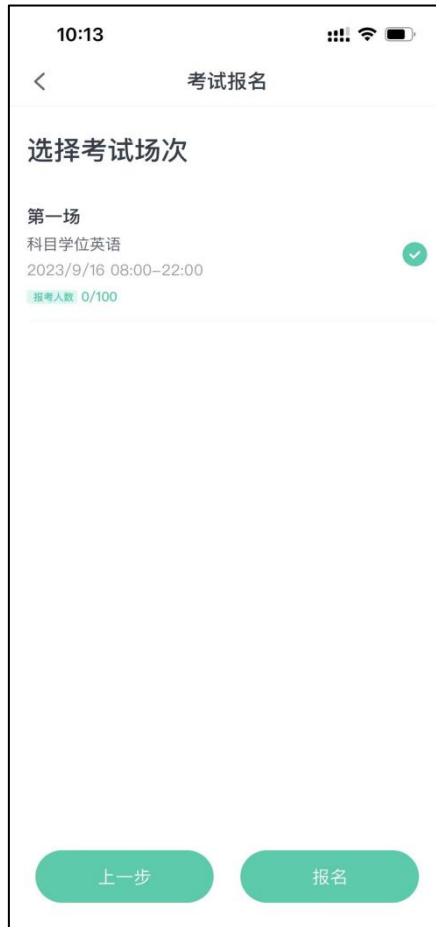 10:13
考试报名
选择考试场次
第一场
科目学位英语
2023/9/16 08:00-22:00
报考人数 0/100
上一步 报名